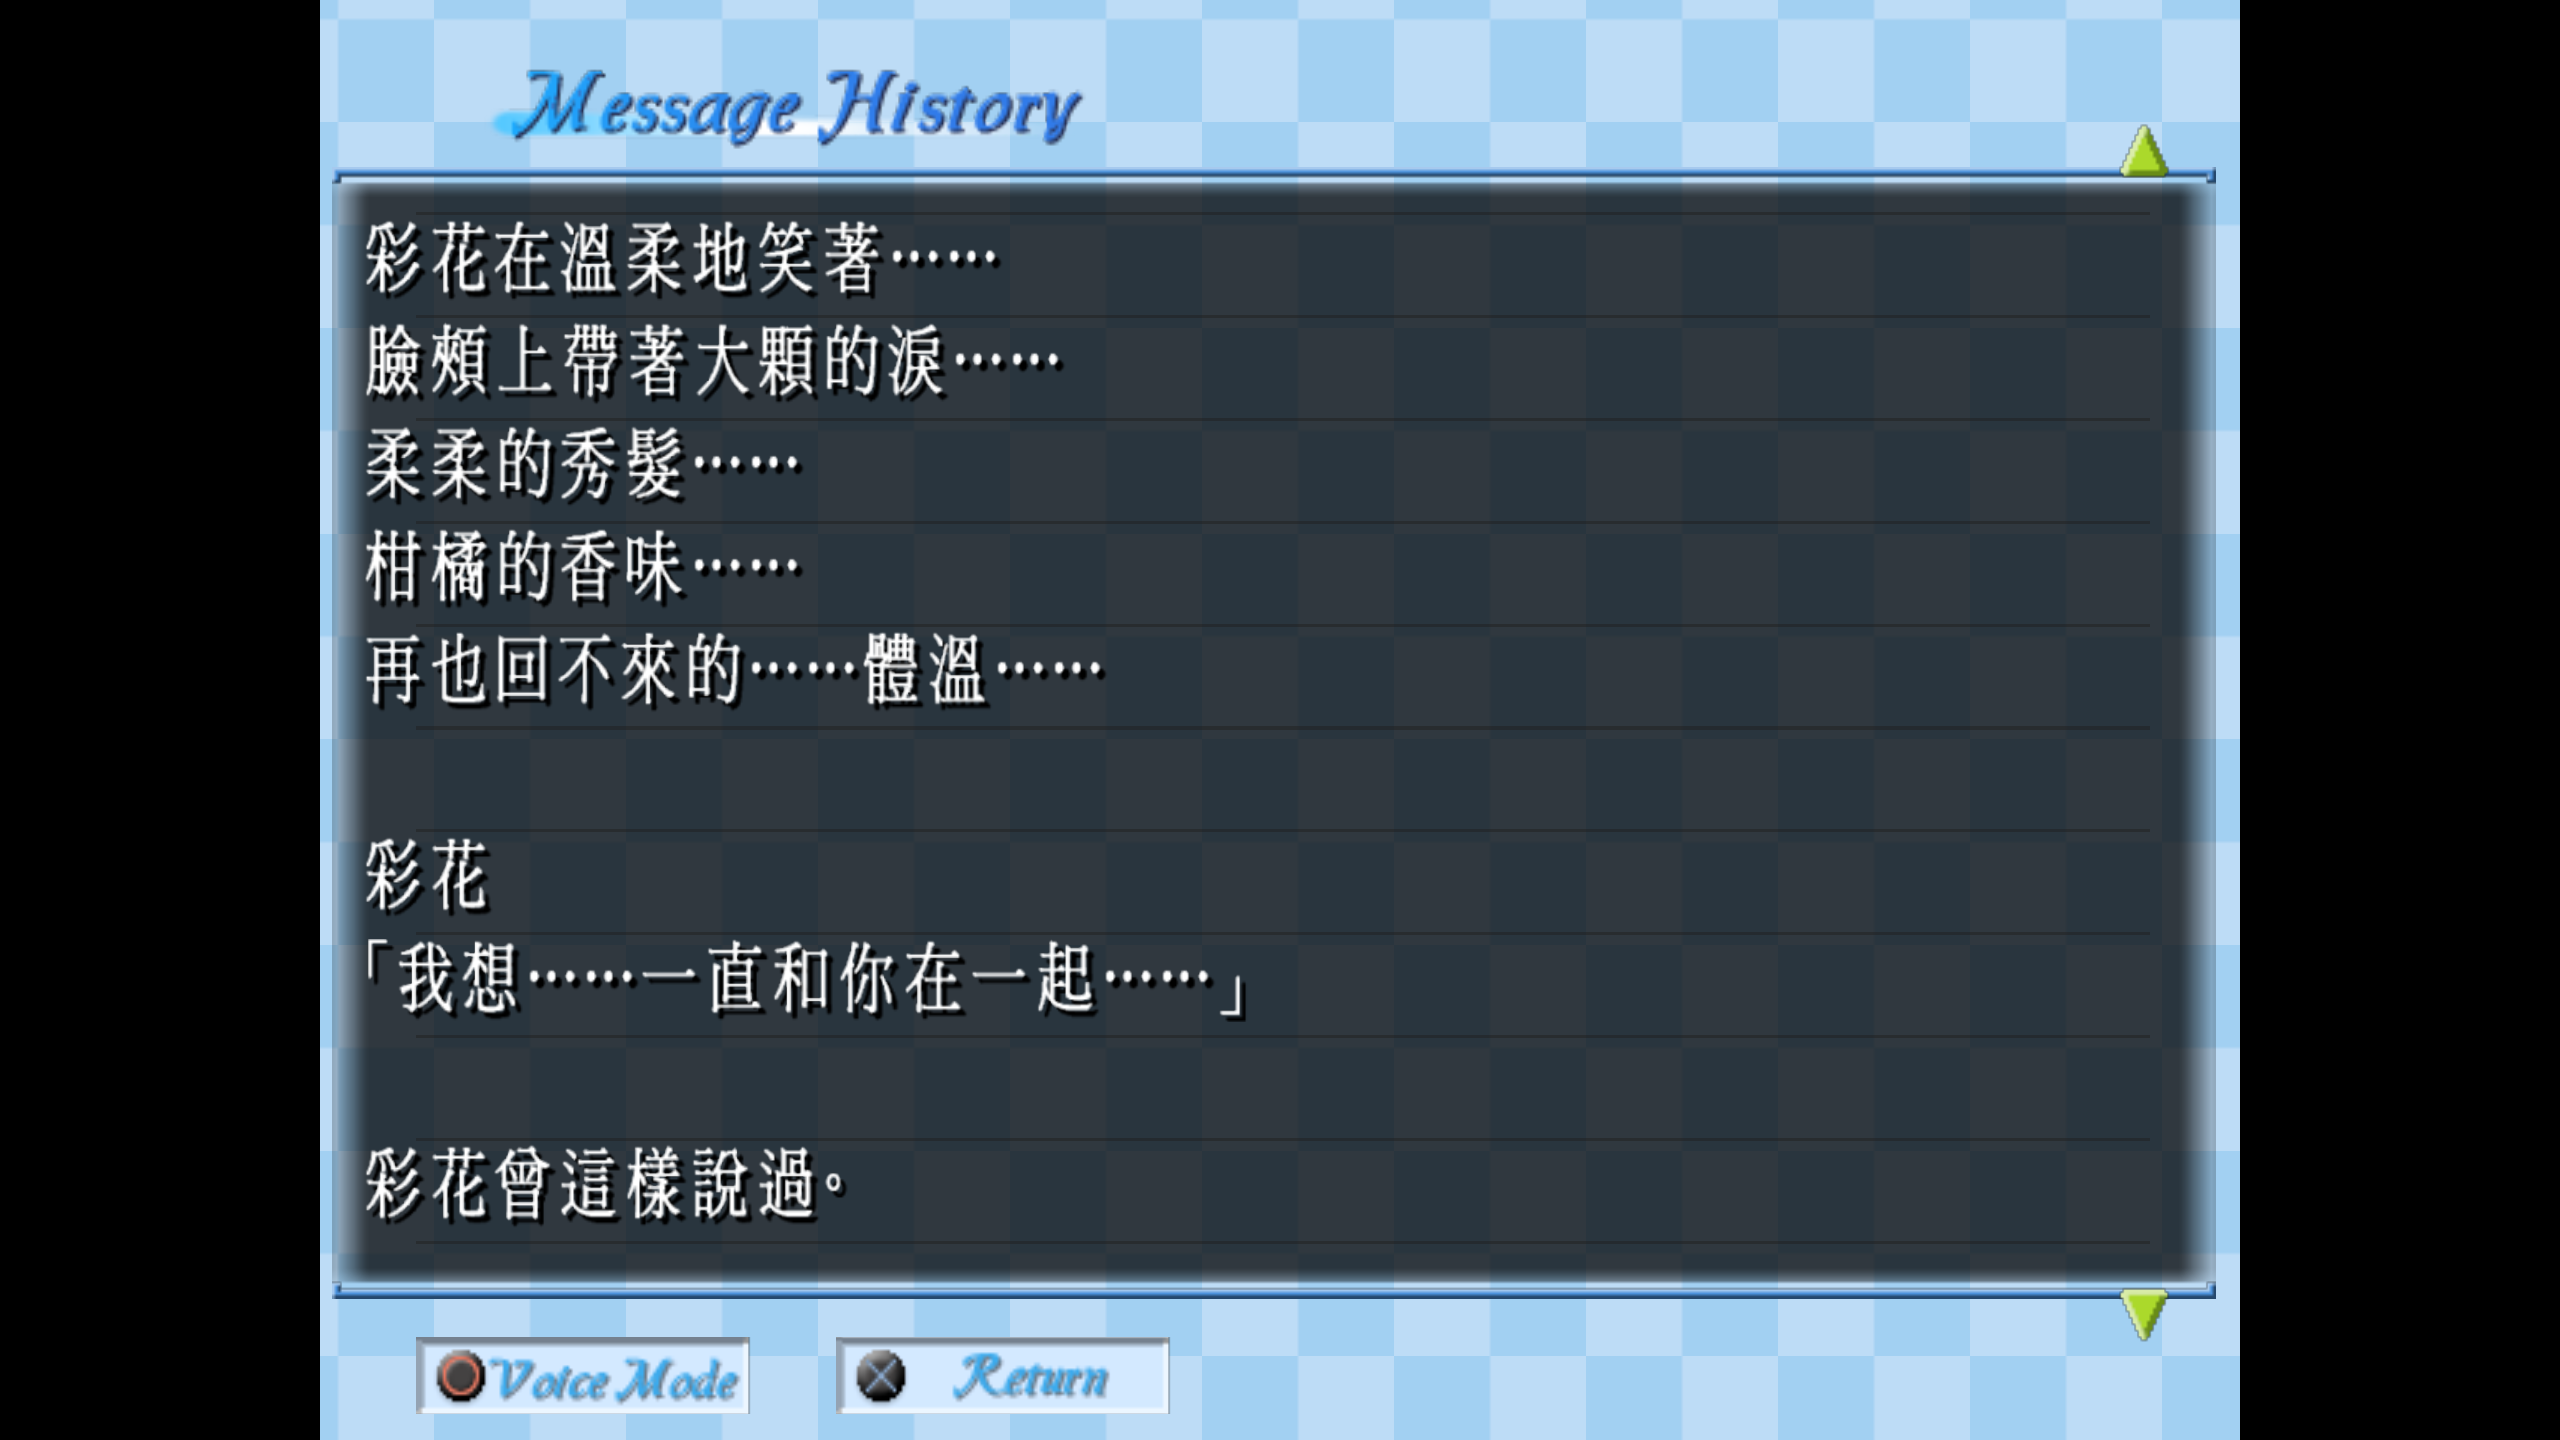 Message History
彩花在溫柔地笑著……
臉頰上帶著大顆的淚……
柔柔的秀髮……
柑橘的香味……
再也回不來的……體溫……
彩花
「我想……一直和你在一起……」
彩花曾這樣說過。
Voice Mode
Return